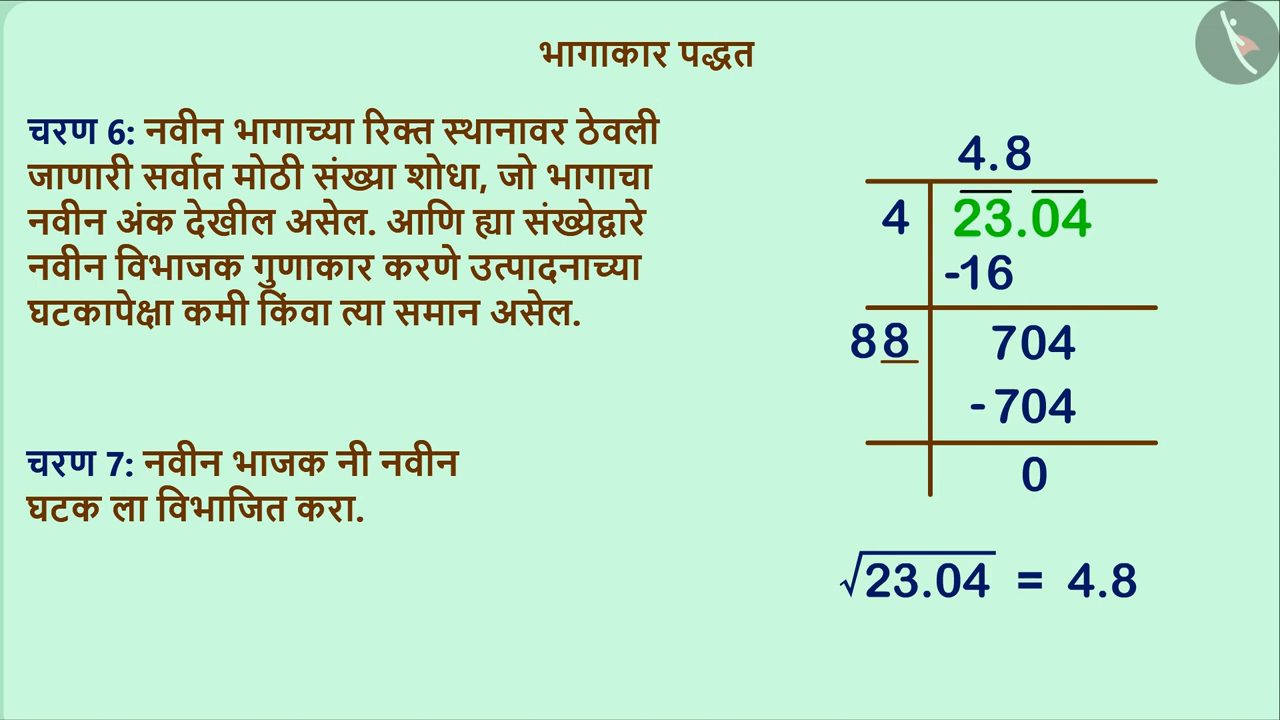 भागाकार पद्धत
चरण 6: नवीन भागाच्या रिक्त स्थानावर ठेवली
जाणारी सर्वात मोठी संख्या शोधा, जो भागाचा
नवीन अंक देखील असेल. आणि ह्या संख्येद्वारे
नवीन विभाजक गुणाकार करणे उत्पादनाच्या
घटकापेक्षा कमी किंवा त्या समान असेल.
चरण 7: नवीन भाजक नी नवीन
घटक ला विभाजित करा.
4.8
4 23.04
-16
88 704
-704
0
√23.04 = 4.8